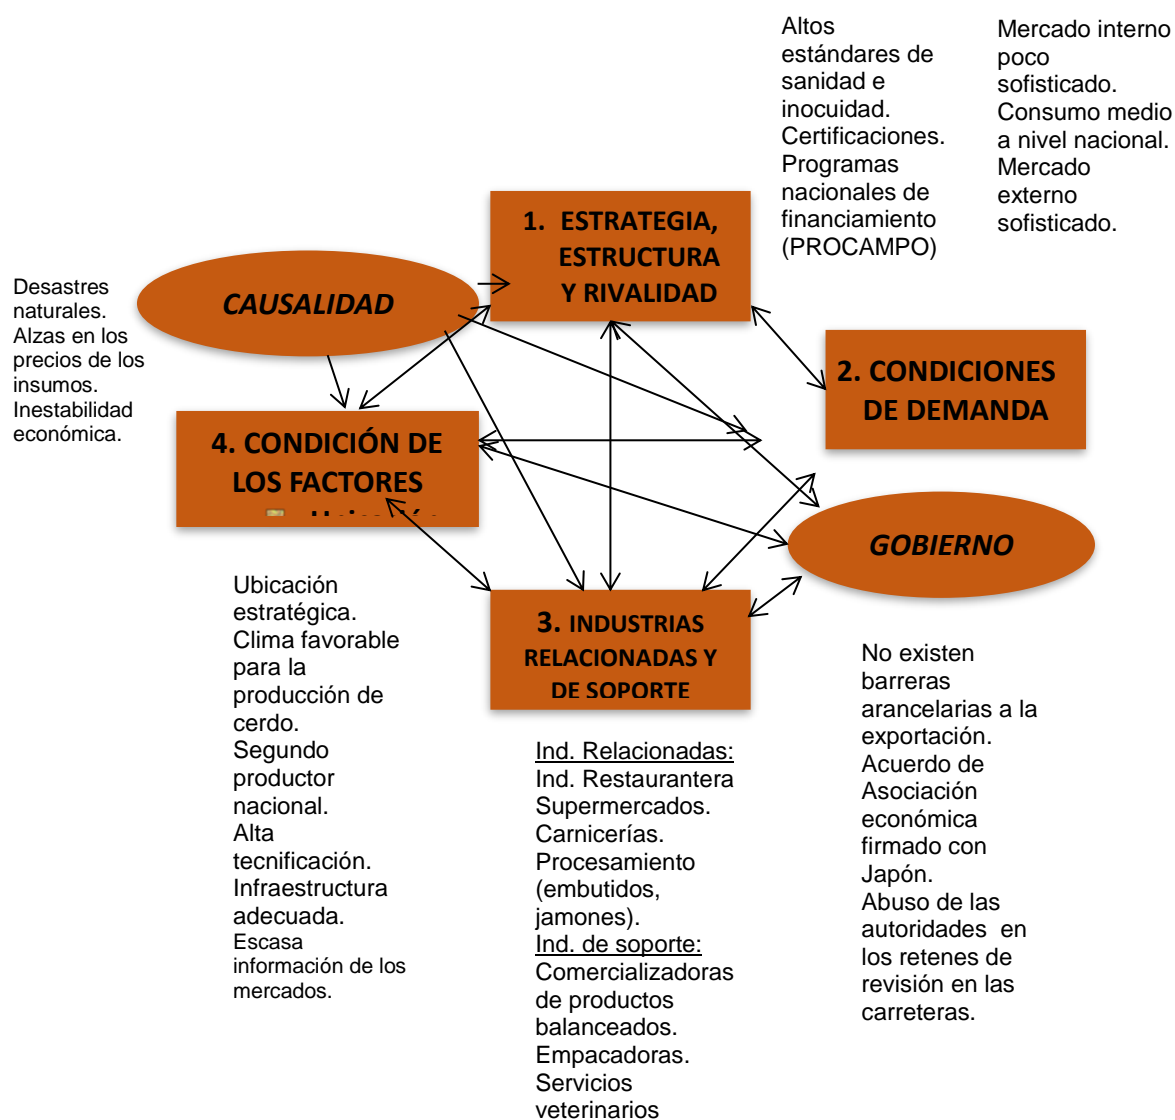 Altos
estándares de
sanidad e
inocuidad.
Certificaciones.
Programas
nacionales de
financiamiento
(PROCAMPO)
Mercado interno
poco
sofisticado.
Consumo medio
a nivel nacional.
Mercado
externo
sofisticado.
1. ESTRATEGIA,
ESTRUCTURA
Y RIVALIDAD
CAUSALIDAD
Desastres
naturales.
Alzas en los
precios de los
insumos.
Inestabilidad
económica.
2. CONDICIONES
DE DEMANDA
4. CONDICIÓN DE
LOS FACTORES
GOBIERNO
3. INDUSTRIAS
RELACIONADAS Y
DE SOPORTE
Ubicación
estratégica.
Clima favorable
para la
producción de
cerdo.
Segundo
productor
nacional.
Alta
tecnificación.
Infraestructura
adecuada.
Escasa
información de los
mercados.
Ind. Relacionadas:
Ind. Restaurantera
Supermercados.
Carnicerías.
Procesamiento
(embutidos,
jamones).
Ind. de soporte:
Comercializadoras
de productos
balanceados.
Empacadoras.
Servicios
veterinarios
No existen
barreras
arancelarias a la
exportación.
Acuerdo de
Asociación
económica
firmado con
Japón.
Abuso de las
autoridades en
los retenes de
revisión en las
carreteras.